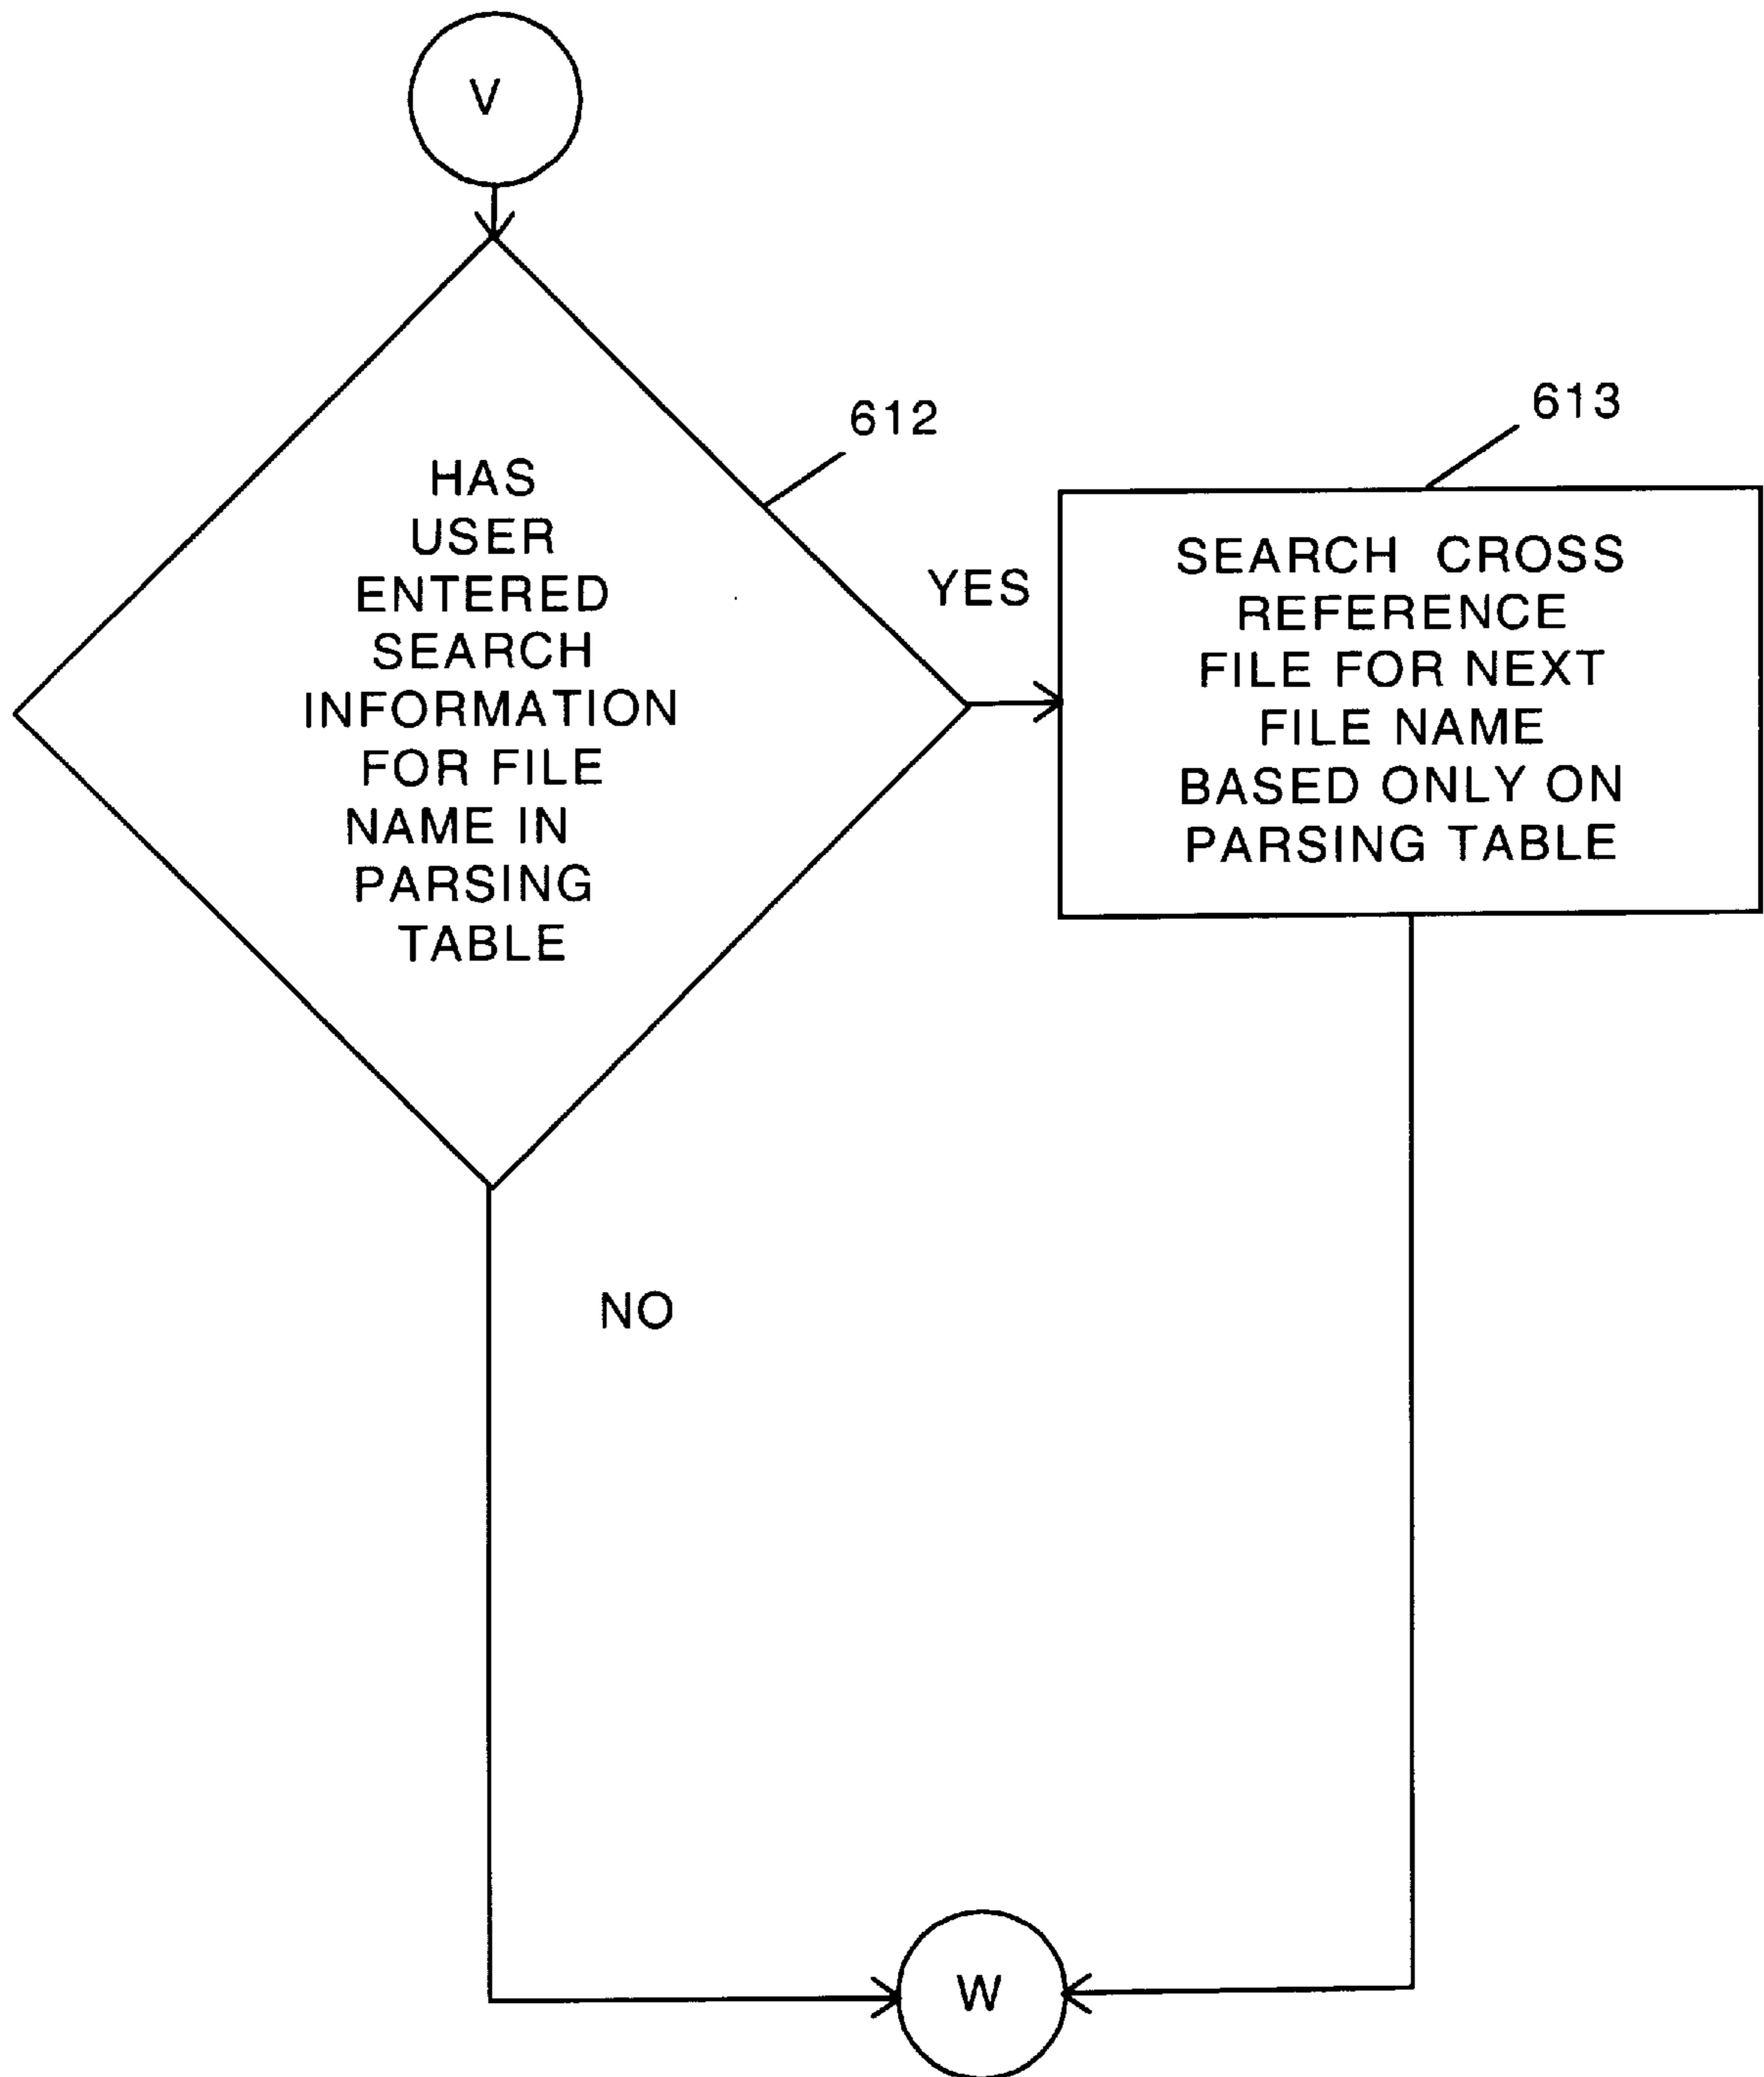 V
612
HAS
USER
ENTERED
SEARCH
INFORMATION
FOR FILE
NAME IN
PARSING
TABLE
YES
613
SEARCH CROSS
REFERENCE
FILE FOR NEXT
FILE NAME
BASED ONLY ON
PARSING TABLE
NO
W